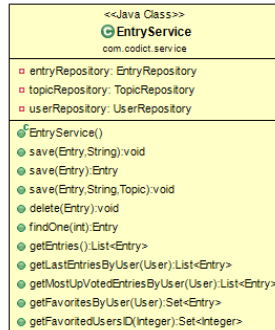 <<Java Class>>
EntryService
com.codict.service
entryRepository: EntryRepository
topicRepository: TopicRepository
userRepository: UserRepository
EntryService()
save(Entry,String):void
save(Entry):Entry
save(Entry,String,Topic):void
delete(Entry):void
findOne(int):Entry
getEntries():List<Entry>
getLastEntriesByUser(User):List<Entry>
getMostUpVotedEntriesByUser(User):List<Entry>
getFavoritesByUser(User):Set<Entry>
getFavoritedUsersID(Integer):Set<Integer>